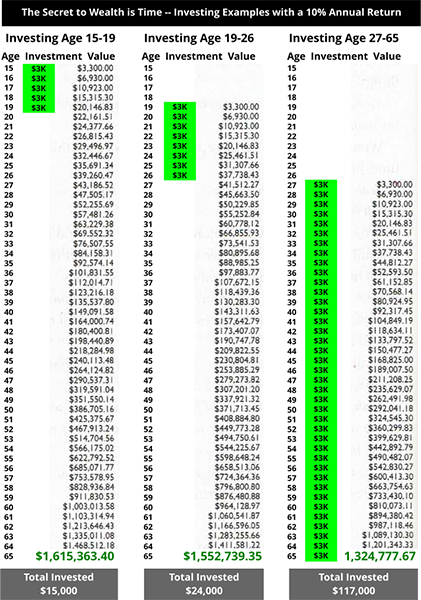 The Secret to Wealth is Time -- Investing Examples with a 10% Annual Return
Investing Age 15-19 Investing Age 19-26 Investing Age 27-65
Age Investment Value Age Investment Value Age Investment Value
15 $3K $3,300.00 15 15
16 $3K $6,930.00 16 16
17 $3K $10,923.00 17 17
18 $3K $15,315.30 18 18
19 $3K $20,146.83 19 $3K $3,300.00 19
20 $22,161.51 20 $3K $6,930.00 20
21 $24,377.66 21 $3K $10,923.00 21
22 $26,815.43 22 $3K $15,315.30 22
23 $29,496.97 23 $3K $20,146.83 23
24 $32,446.67 24 $3K $25,461.51 24
25 $35,691.34 25 $3K $31,307.66 25
26 $39,260.47 26 $3K $37,738.43 26
27 $43,186.52 27 $41,512.27 27 $3K $3,300.00
28 $47,505.17 28 $45,663.50 28 $3K $6,930.00
29 $52,255.69 29 $50,229.85 29 $3K $10,923.00
30 $57,481.26 30 $55,252.84 30 $3K $15,315.30
31 $63,229.38 31 $60,778.12 31 $3K $20,146.83
32 $69,552.32 32 $66,855.93 32 $3K $25,461.51
33 $76,507.55 33 $73,541.53 33 $3K $31,307.66
34 $84,158.31 34 $80,895.68 34 $3K $37,738.43
35 $92,574.14 35 $88,985.25 35 $3K $44,812.27
36 $101,831.55 36 $97,883.77 36 $3K $52,593.50
37 $112,014.71 37 $107,672.15 37 $3K $61,152.85
38 $123,216.18 38 $118,439.36 38 $3K $70,568.14
39 $135,537.80 39 $130,283.30 39 $3K $80,924.95
40 $149,091.58 40 $143,311.63 40 $3K $92,317.45
41 $164,000.74 41 $157,642.79 41 $3K $104,849.19
42 $180,400.81 42 $173,407.07 42 $3K $118,634.11
43 $198,440.89 43 $190,747.78 43 $3K $133,797.52
44 $218,284.98 44 $209,822.55 44 $3K $150,477.27
45 $240,113.48 45 $230,804.81 45 $3K $168,825.00
46 $264,124.82 46 $253,885.29 46 $3K $189,007.50
47 $290,537.31 47 $279,273.82 47 $3K $211,208.25
48 $319,591.04 48 $307,201.20 48 $3K $235,629.07
49 $351,550.14 49 $337,921.32 49 $3K $262,491.98
50 $386,705.16 50 $371,713.45 50 $3K $292,041.18
51 $425,375.67 51 $408,884.80 51 $3K $324,545.30
52 $467,913.24 52 $449,773.28 52 $3K $360,299.83
53 $514,704.56 53 $494,750.61 53 $3K $399,629.81
54 $566,175.02 54 $544,225.67 54 $3K $442,892.79
55 $622,792.52 55 $598,648.24 55 $3K $490,482.07
56 $685,071.77 56 $658,513.06 56 $3K $542,830.27
57 $753,578.95 57 $724,364.36 57 $3K $600,413.30
58 $828,936.84 58 $796,800.80 58 $3K $663,754.63
59 $911,830.53 59 $876,480.88 59 $3K $733,430.10
60 $1,003,013.58 60 $964,128.97 60 $3K $810,073.11
61 $1,103,314.94 61 $1,060,541.87 61 $3K $894,380.42
62 $1,213,646.43 62 $1,166,596.05 62 $3K $987,118.46
63 $1,335,011.08 63 $1,283,255.66 63 $3K $1,089,130.30
64 $1,468,512.18 64 $1,411,581.22 64 $3K $1,201,343.33
65 $1,615,363.40 65 $1,552,739.35 65 $3K 1,324,777.67
Total Invested Total Invested Total Invested
$15,000 $24,000 $117,000